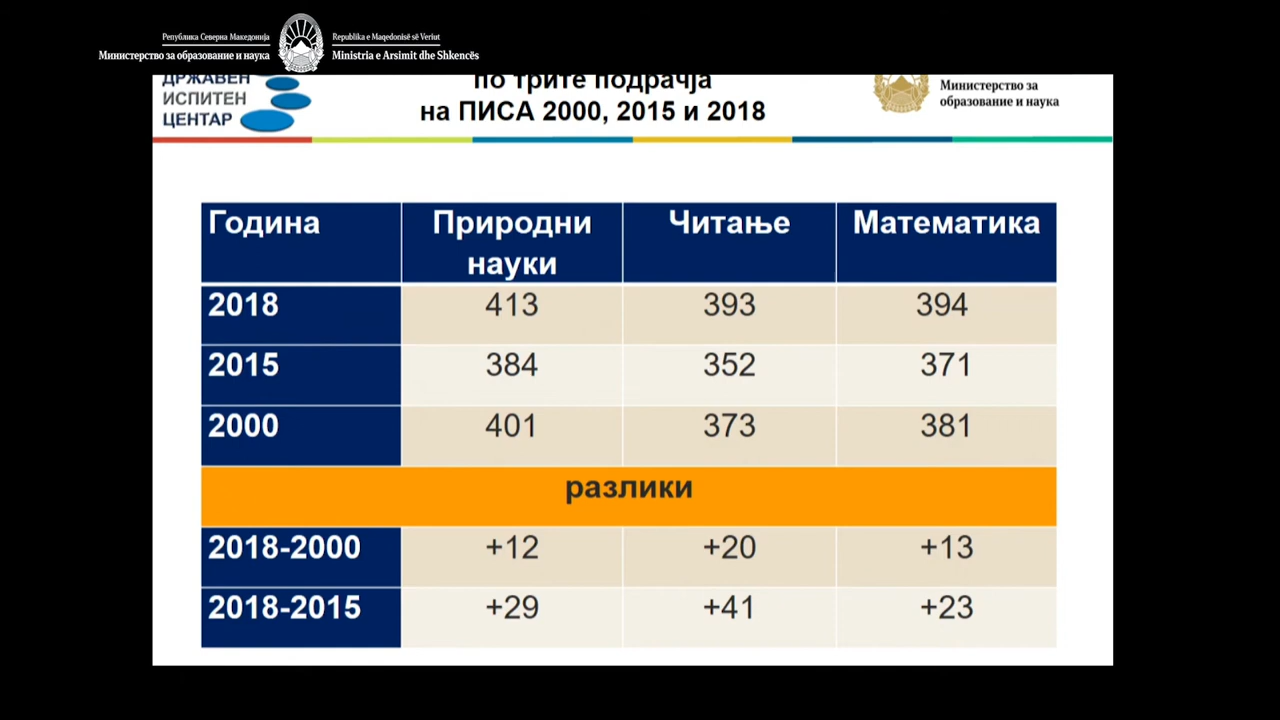 Република Северна Македонија
Министерство за образование и наука
Republika e Maqedonisë së Veriut
Ministria e Arsimit dhe Shkencës
ДРЖАВЕН
ИСПИТЕН
ЦЕНТАР
по трите подрачја
на ПИСА 2000, 2015 и 2018
Министерство за
образование и наука
Година Природни науки Читање Математика
2018 413 393 394
2015 384 352 371
2000 401 373 381
разлики
2018-2000 +12 +20 +13
2018-2015 +29 +41 +23